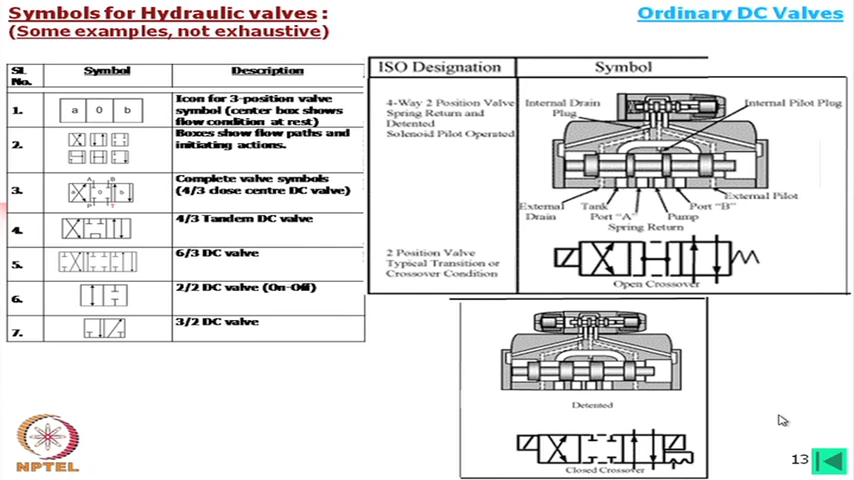 Symbols for Hydraulic valves :
(Some examples, not exhaustive)
Ordinary DC Valves
Sl. No.
Symbol
Description
1.
a 0 b
Icon for 3-position valve
symbol (center box shows
flow condition at rest)
2.
Boxes show flow paths and
initiating actions.
3.
A B
a 0 b
P T
Complete valve symbols
(4/3 close centre DC valve)
4.
4/3 Tandem DC valve
5.
6/3 DC valve
6.
2/2 DC valve (On-Off)
7.
3/2 DC valve
ISO Designation
Symbol
4-Way 2 Position Valve
Spring Return and
Detented
Solenoid Pilot Operated
Internal Drain
Plug
Internal Pilot Plug
External
Drain
Tank
Port "A"
Pump
Port "B"
External Pilot
Spring Return
2 Position Valve
Typical Transition or
Crossover Condition
Open Crossover
Detented
Closed Crossover
NPTEL
13